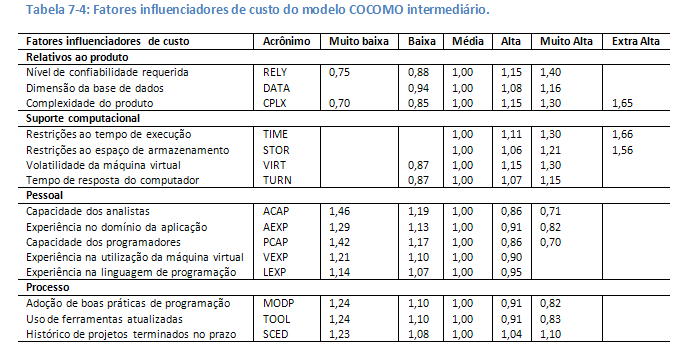 Tabela 7-4: Fatores influenciadores de custo do modelo COCOMO intermediário.
Fatores influenciadores de custo Acrônimo Muito baixa Baixa Média Alta Muito Alta Extra Alta
Relativos ao produto
Nível de confiabilidade requerida RELY 0,75 0,88 1,00 1,15 1,40
Dimensão da base de dados DATA 0,94 1,00 1,08 1,16
Complexidade do produto CPLX 0,70 0,85 1,00 1,15 1,30 1,65
Suporte computacional
Restrições ao tempo de execução TIME 1,00 1,11 1,30 1,66
Restrições ao espaço de armazenamento STOR 1,00 1,06 1,21 1,56
Volatilidade da máquina virtual VIRT 0,87 1,00 1,15 1,30
Tempo de resposta do computador TURN 0,87 1,00 1,07 1,15
Pessoal
Capacidade dos analistas ACAP 1,46 1,19 1,00 0,86 0,71
Experiência no domínio da aplicação AEXP 1,29 1,13 1,00 0,91 0,82
Capacidade dos programadores PCAP 1,42 1,17 1,00 0,86 0,70
Experiência na utilização da máquina virtual VEXP 1,21 1,10 1,00 0,90
Experiência na linguagem de programação LEXP 1,14 1,07 1,00 0,95
Processo
Adoção de boas práticas de programação MODP 1,24 1,10 1,00 0,91 0,82
Uso de ferramentas atualizadas TOOL 1,24 1,10 1,00 0,91 0,83
Histórico de projetos terminados no prazo SCED 1,23 1,08 1,00 1,04 1,10